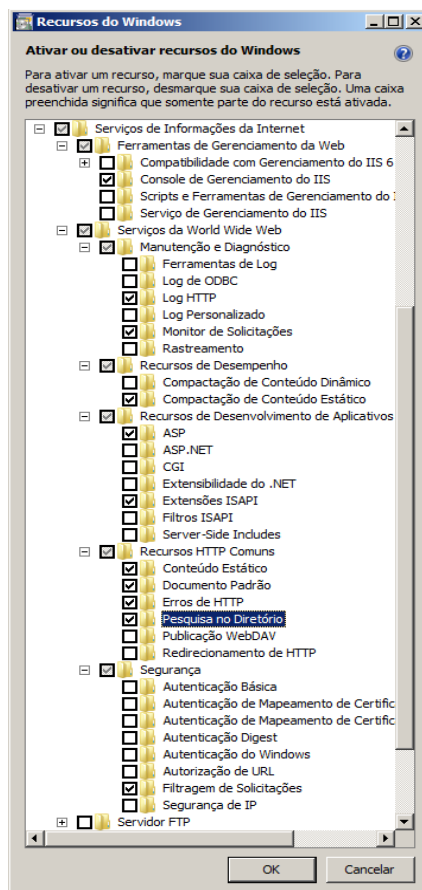 Recursos do Windows
Ativar ou desativar recursos do Windows
Para ativar um recurso, marque sua caixa de seleção. Para
desativar um recurso, desmarque sua caixa de seleção. Uma caixa
preenchida significa que somente parte do recurso está ativada.
Serviços de Informações da Internet
Ferramentas de Gerenciamento da Web
Compatibilidade com Gerenciamento do IIS 6
Console de Gerenciamento do IIS
Scripts e Ferramentas de Gerenciamento do I
Serviço de Gerenciamento do IIS
Serviços da World Wide Web
Manutenção e Diagnóstico
Ferramentas de Log
Log de ODBC
Log HTTP
Log Personalizado
Monitor de Solicitações
Rastreamento
Recursos de Desempenho
Compactação de Conteúdo Dinâmico
Compactação de Conteúdo Estático
Recursos de Desenvolvimento de Aplicativos
ASP
ASP.NET
CGI
Extensibilidade do .NET
Extensões ISAPI
Filtros ISAPI
Server-Side Includes
Recursos HTTP Comuns
Conteúdo Estático
Documento Padrão
Erros de HTTP
Pesquisa no Diretório
Publicação WebDAV
Redirecionamento de HTTP
Segurança
Autenticação Básica
Autenticação de Mapeamento de Certific
Autenticação de Mapeamento de Certific
Autenticação Digest
Autenticação do Windows
Autorização de URL
Filtragem de Solicitações
Segurança de IP
Servidor FTP
OK Cancelar